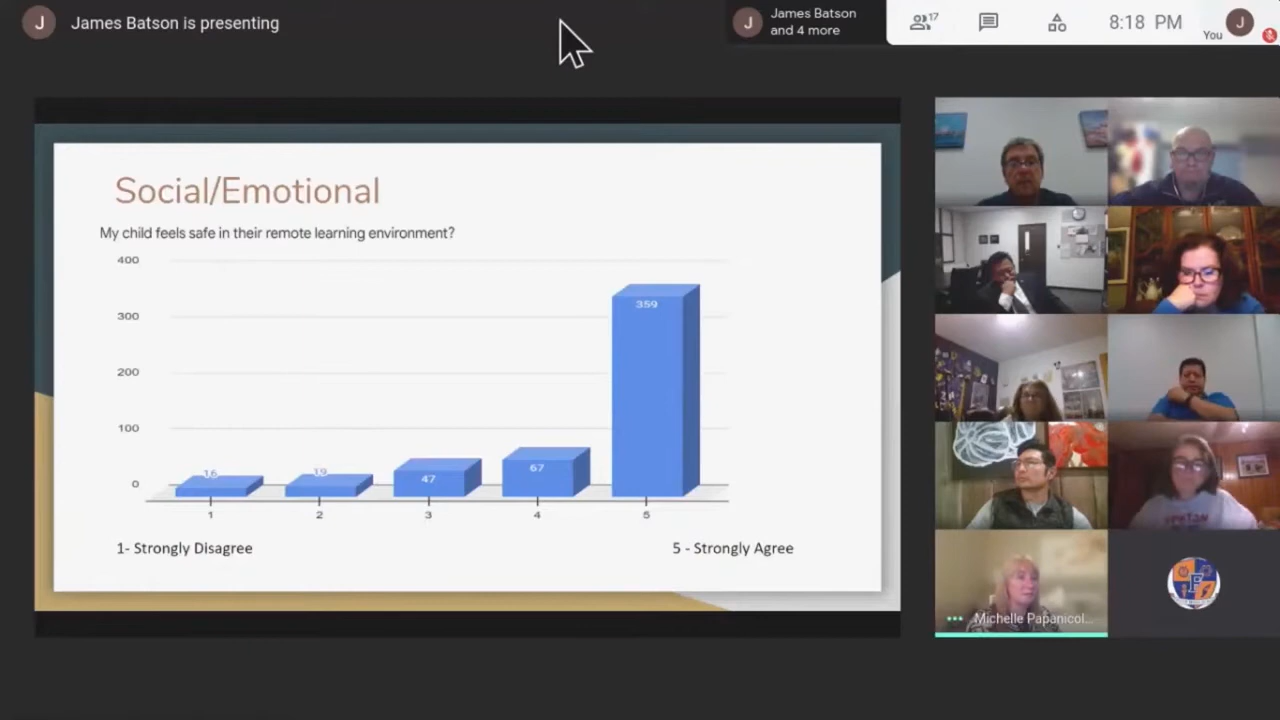 J
James Batson is presenting
J
James Batson
and 4 more
17
8:18 PM
You
J
Social/Emotional
My child feels safe in their remote learning environment?
400
300
200
100
0
16
19
47
67
359
1
2
3
4
5
1- Strongly Disagree
5 - Strongly Agree
Michelle Papanicol...
P